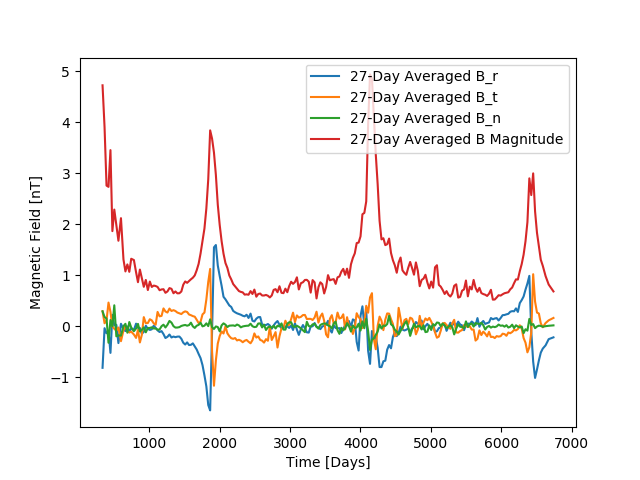 27-Day Averaged B_r
27-Day Averaged B_t
27-Day Averaged B_n
27-Day Averaged B Magnitude
Magnetic Field [nT]
5
4
3
2
1
0
−1
1000 2000 3000 4000 5000 6000 7000
Time [Days]